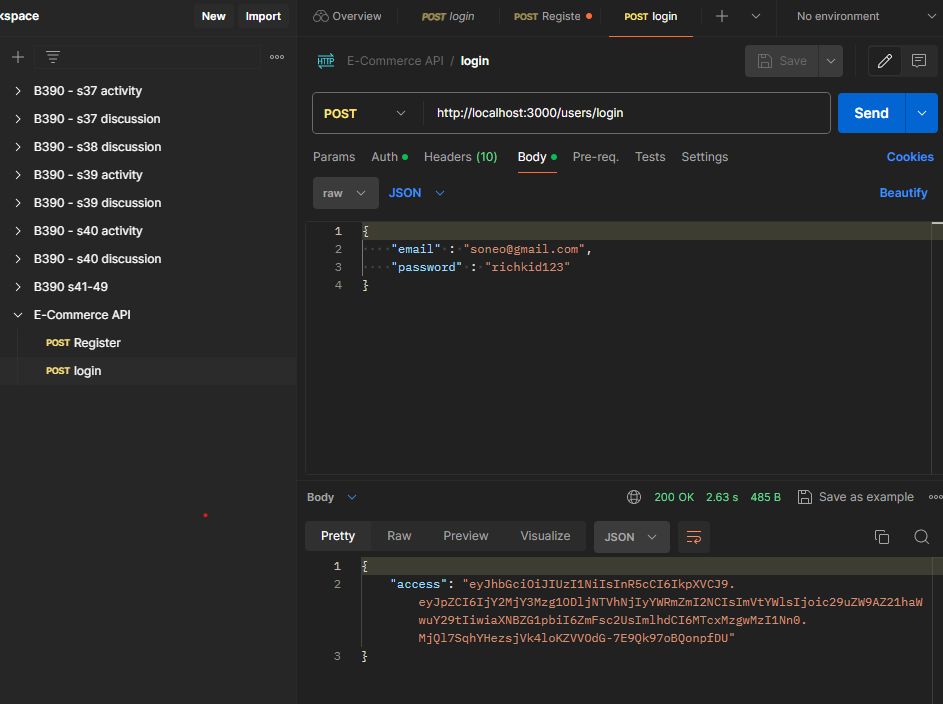 kspace
New
Import
Overview
POST login
POST Registe
POST login
No environment
E-Commerce API / login
Save
POST
http://localhost:3000/users/login
Send
Params
Auth
Headers (10)
Body
Pre-req.
Tests
Settings
Cookies
raw
JSON
Beautify
1 {
2 "email" : "soneo@gmail.com",
3 "password" : "richkid123"
4 }
B390 - s37 activity
B390 - s37 discussion
B390 - s38 discussion
B390 - s39 activity
B390 - s39 discussion
B390 - s40 activity
B390 - s40 discussion
B390 s41-49
E-Commerce API
POST Register
POST login
Body
200 OK
2.63 s
485 B
Save as example
Pretty
Raw
Preview
Visualize
JSON
1 {
2 "access": "eyJhbGciOiJIUzI1NiIsInR5cCI6IkpXVCJ9.
eyJpZCI6IjY2MjY3Mzg1ODljNTVhNjIyYWRmZmI2NCIsImVtYWlsIjoic29uZW9AZ21haW
wuY29tIiwiaXNBZG1pbiI6ZmFsc2UsImlhdCI6MTcxMzgwMzI1Nn0.
MjQl7SqhYHezsjVk4loKZVVOdG-7E9Qk97oBQonpfDU"
3 }